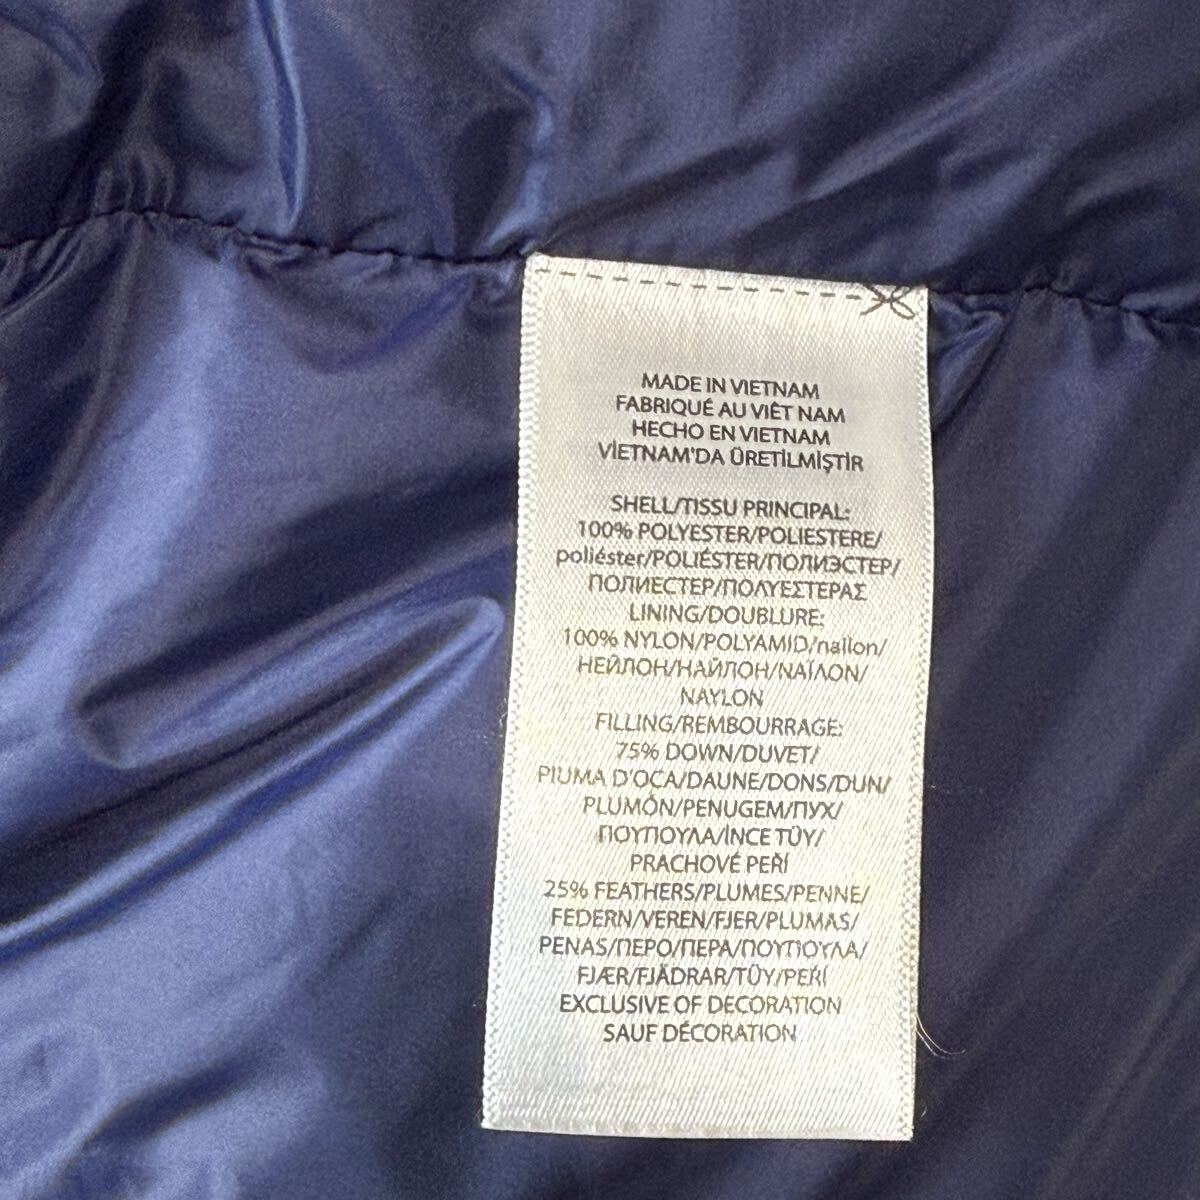 MADE IN VIETNAM
FABRIQUÉ AU VIÊT NAM
HECHO EN VIETNAM
VİETNAM'DA ÜRETİLMİŞTİR
SHELL/TISSU PRINCIPAL:
100% POLYESTER/POLIESTERE/
poliéster/POLIÉSTER/ПОЛИЭСТЕР/
ПОЛИЕСТЕР/ΠΟΛΥΕΣΤΕΡΑΣ
LINING/DOUBLURE:
100% NYLON/POLYAMID/nailon/
НЕЙЛОН/НАЙЛОН/ΝΑΪΛΟΝ/
NAYLON
FILLING/REMBOURRAGE:
75% DOWN/DUVET/
PIUMA D'OCA/DAUNE/DONS/DUN/
PLUMÓN/PENUGEM/ПУХ/
ΠΟΥΠΟΥΛΑ/İNCE TÜY/
PRACHOVÉ PEŘÍ
25% FEATHERS/PLUMES/PENNE/
FEDERN/VEREN/FJER/PLUMAS/
PENAS/ПЕРО/ПЕРА/ΠΟΥΠΟΥΛΑ/
FJÆR/FJÄDRAR/TÜY/PEŘÍ
EXCLUSIVE OF DECORATION
SAUF DÉCORATION